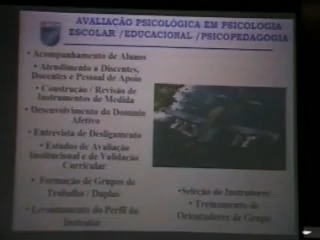 AVALIAÇÃO PSICOLÓGICA EM PSICOLOGIA
ESCOLAR /EDUCACIONAL /PSICOPEDAGOGIA
• Acompanhamento de Alunos
• Atendimento a Discentes,
Docentes e Pessoal de Apoio
• Construção / Revisão de
Instrumentos de Medida
• Desenvolvimento do Domínio
Afetivo
• Entrevista de Desligamento
• Estudos de Avaliação
Institucional e de Validação
Curricular
• Formação de Grupos de
Trabalho / Duplas
• Levantamento do Perfil do
Instrutor
•Seleção de Instrutores
• Treinamento de
Orientadores de Grupo